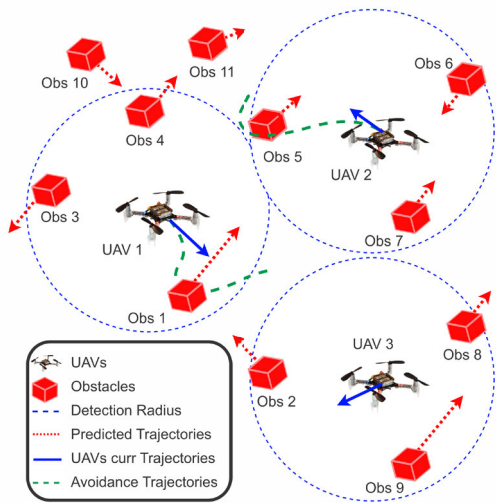 Obs 10
Obs 11
Obs 4
Obs 6
Obs 5
UAV 2
Obs 3
UAV 1
Obs 7
Obs 1
UAV 3
Obs 8
Obs 2
Obs 9
UAVs
Obstacles
Detection Radius
Predicted Trajectories
UAVs curr Trajectories
Avoidance Trajectories